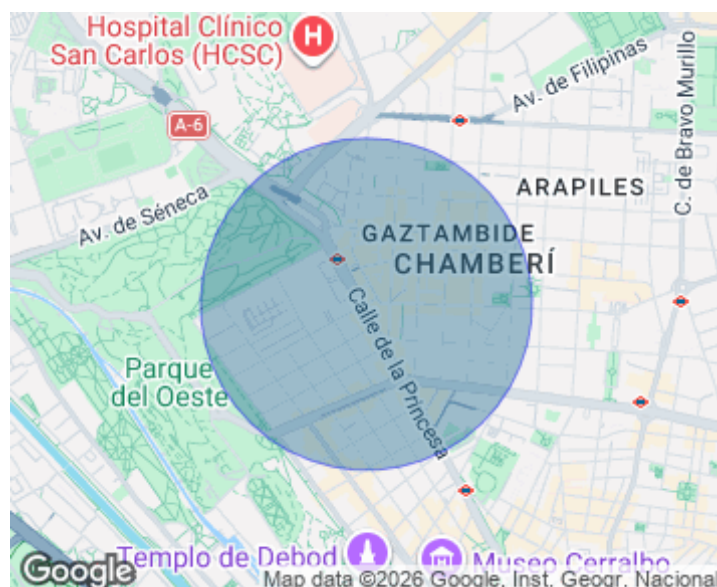 Hospital Clínico
San Carlos (HCSC)
H
Av. de Filipinas
C. de Bravo Murillo
A-6
ARAPILES
Av. de Séneca
GAZTAMBIDE
CHAMBERÍ
Calle de la Princesa
Parque
del Oeste
Templo de Debod
Museo Cerralbo
Google
Map data ©2026 Google, Inst. Geogr. Nacional